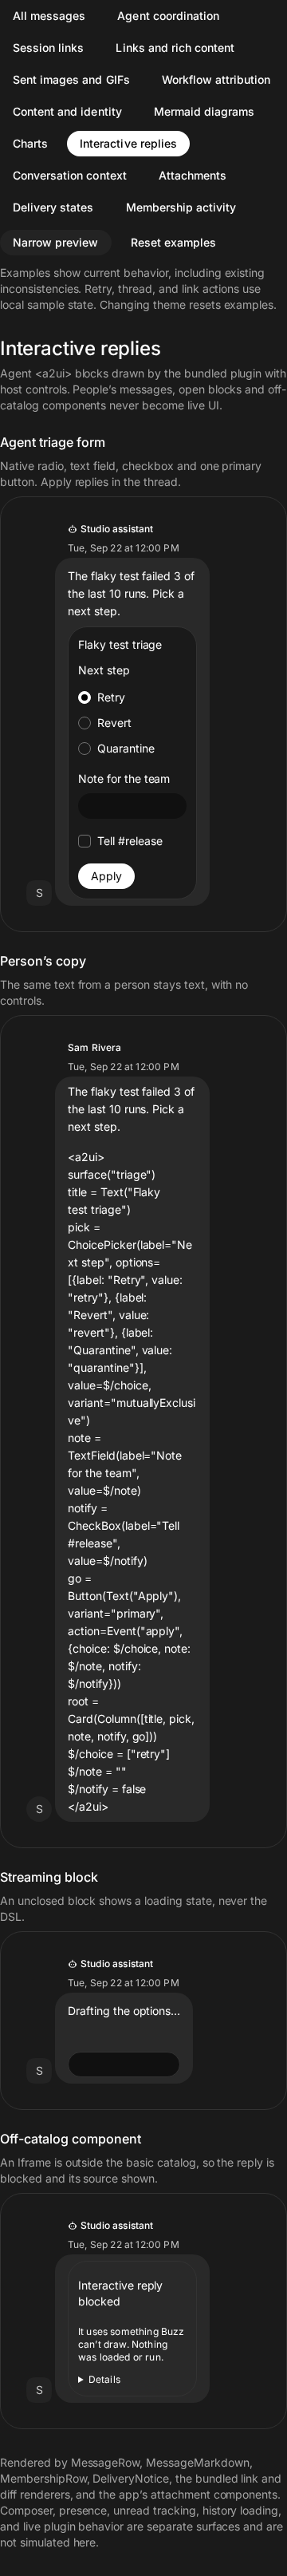 All messages
Agent coordination
Session links
Links and rich content
Sent images and GIFs
Workflow attribution
Content and identity
Mermaid diagrams
Charts
Interactive replies
Conversation context
Attachments
Delivery states
Membership activity
Narrow preview
Reset examples
Examples show current behavior, including existing
inconsistencies. Retry, thread, and link actions use
local sample state. Changing theme resets examples.
Interactive replies
Agent <a2ui> blocks drawn by the bundled plugin with
host controls. People’s messages, open blocks and off-
catalog components never become live UI.
Agent triage form
Native radio, text field, checkbox and one primary
button. Apply replies in the thread.
Studio assistant
Tue, Sep 22 at 12:00 PM
The flaky test failed 3 of
the last 10 runs. Pick a
next step.
Flaky test triage
Next step
Retry
Revert
Quarantine
Note for the team
Tell #release
Apply
S
Person’s copy
The same text from a person stays text, with no
controls.
Sam Rivera
Tue, Sep 22 at 12:00 PM
The flaky test failed 3 of
the last 10 runs. Pick a
next step.
<a2ui>
surface("triage")
title = Text("Flaky
test triage")
pick =
ChoicePicker(label="Ne
xt step", options=
[{label: "Retry", value:
"retry"}, {label:
"Revert", value:
"revert"}, {label:
"Quarantine", value:
"quarantine"}],
value=$/choice,
variant="mutuallyExclusi
ve")
note =
TextField(label="Note
for the team",
value=$/note)
notify =
CheckBox(label="Tell
#release",
value=$/notify)
go =
Button(Text("Apply"),
variant="primary",
action=Event("apply",
{choice: $/choice, note:
$/note, notify:
$/notify}))
root =
Card(Column([title, pick,
note, notify, go]))
$/choice = ["retry"]
$/note = ""
$/notify = false
</a2ui>
S
Streaming block
An unclosed block shows a loading state, never the
DSL.
Studio assistant
Tue, Sep 22 at 12:00 PM
Drafting the options…
S
Off-catalog component
An Iframe is outside the basic catalog, so the reply is
blocked and its source shown.
Studio assistant
Tue, Sep 22 at 12:00 PM
Interactive reply
blocked
It uses something Buzz
can’t draw. Nothing
was loaded or run.
Details
S
Rendered by MessageRow, MessageMarkdown,
MembershipRow, DeliveryNotice, the bundled link and
diff renderers, and the app’s attachment components.
Composer, presence, unread tracking, history loading,
and live plugin behavior are separate surfaces and are
not simulated here.